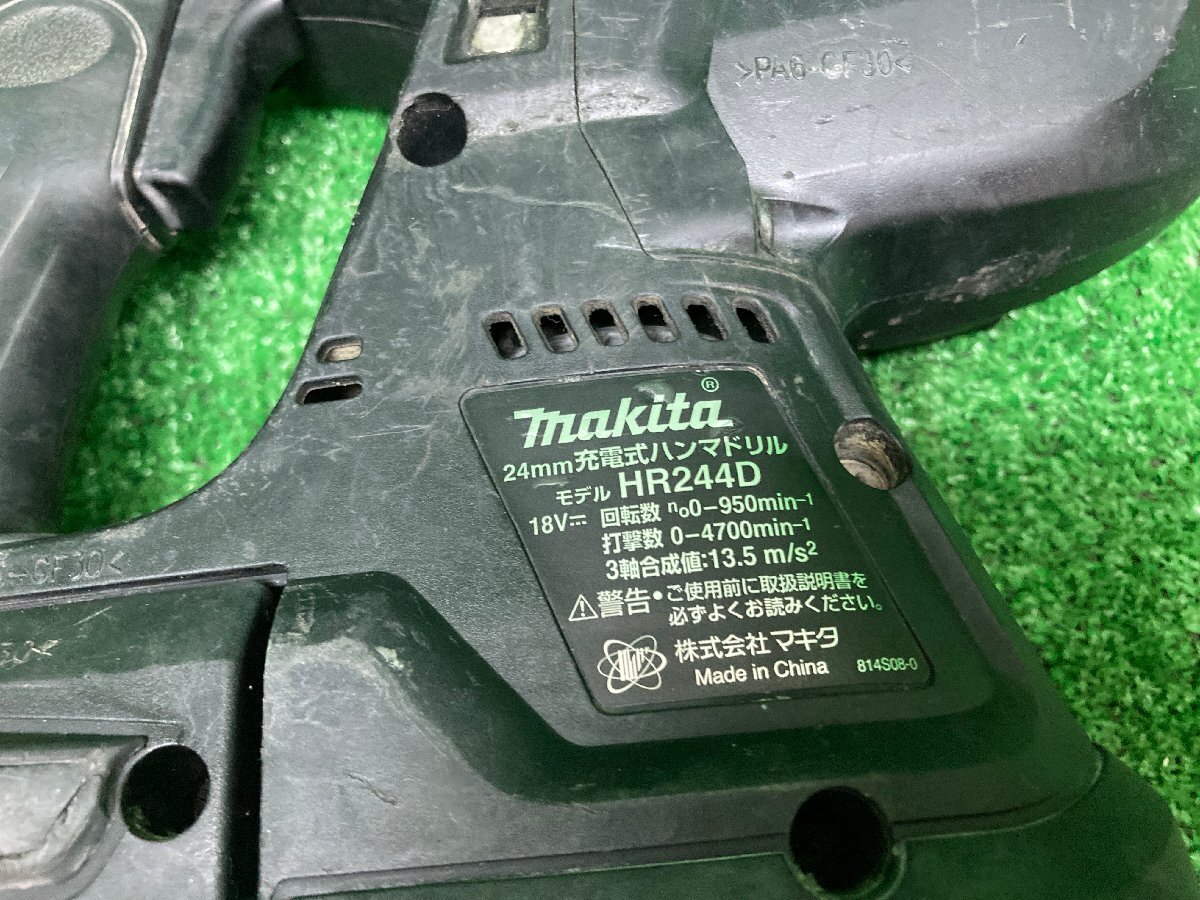 >PA6-GF30<
makita®
24mm充電式ハンマドリル
モデル HR244D
18V⎓ 回転数 n₀0-950min⁻¹
打撃数 0-4700min⁻¹
3軸合成値:13.5 m/s²
⚠警告・ご使用前に取扱説明書を
必ずよくお読みください。
株式会社マキタ
Made in China 814S08-0
-GF30<